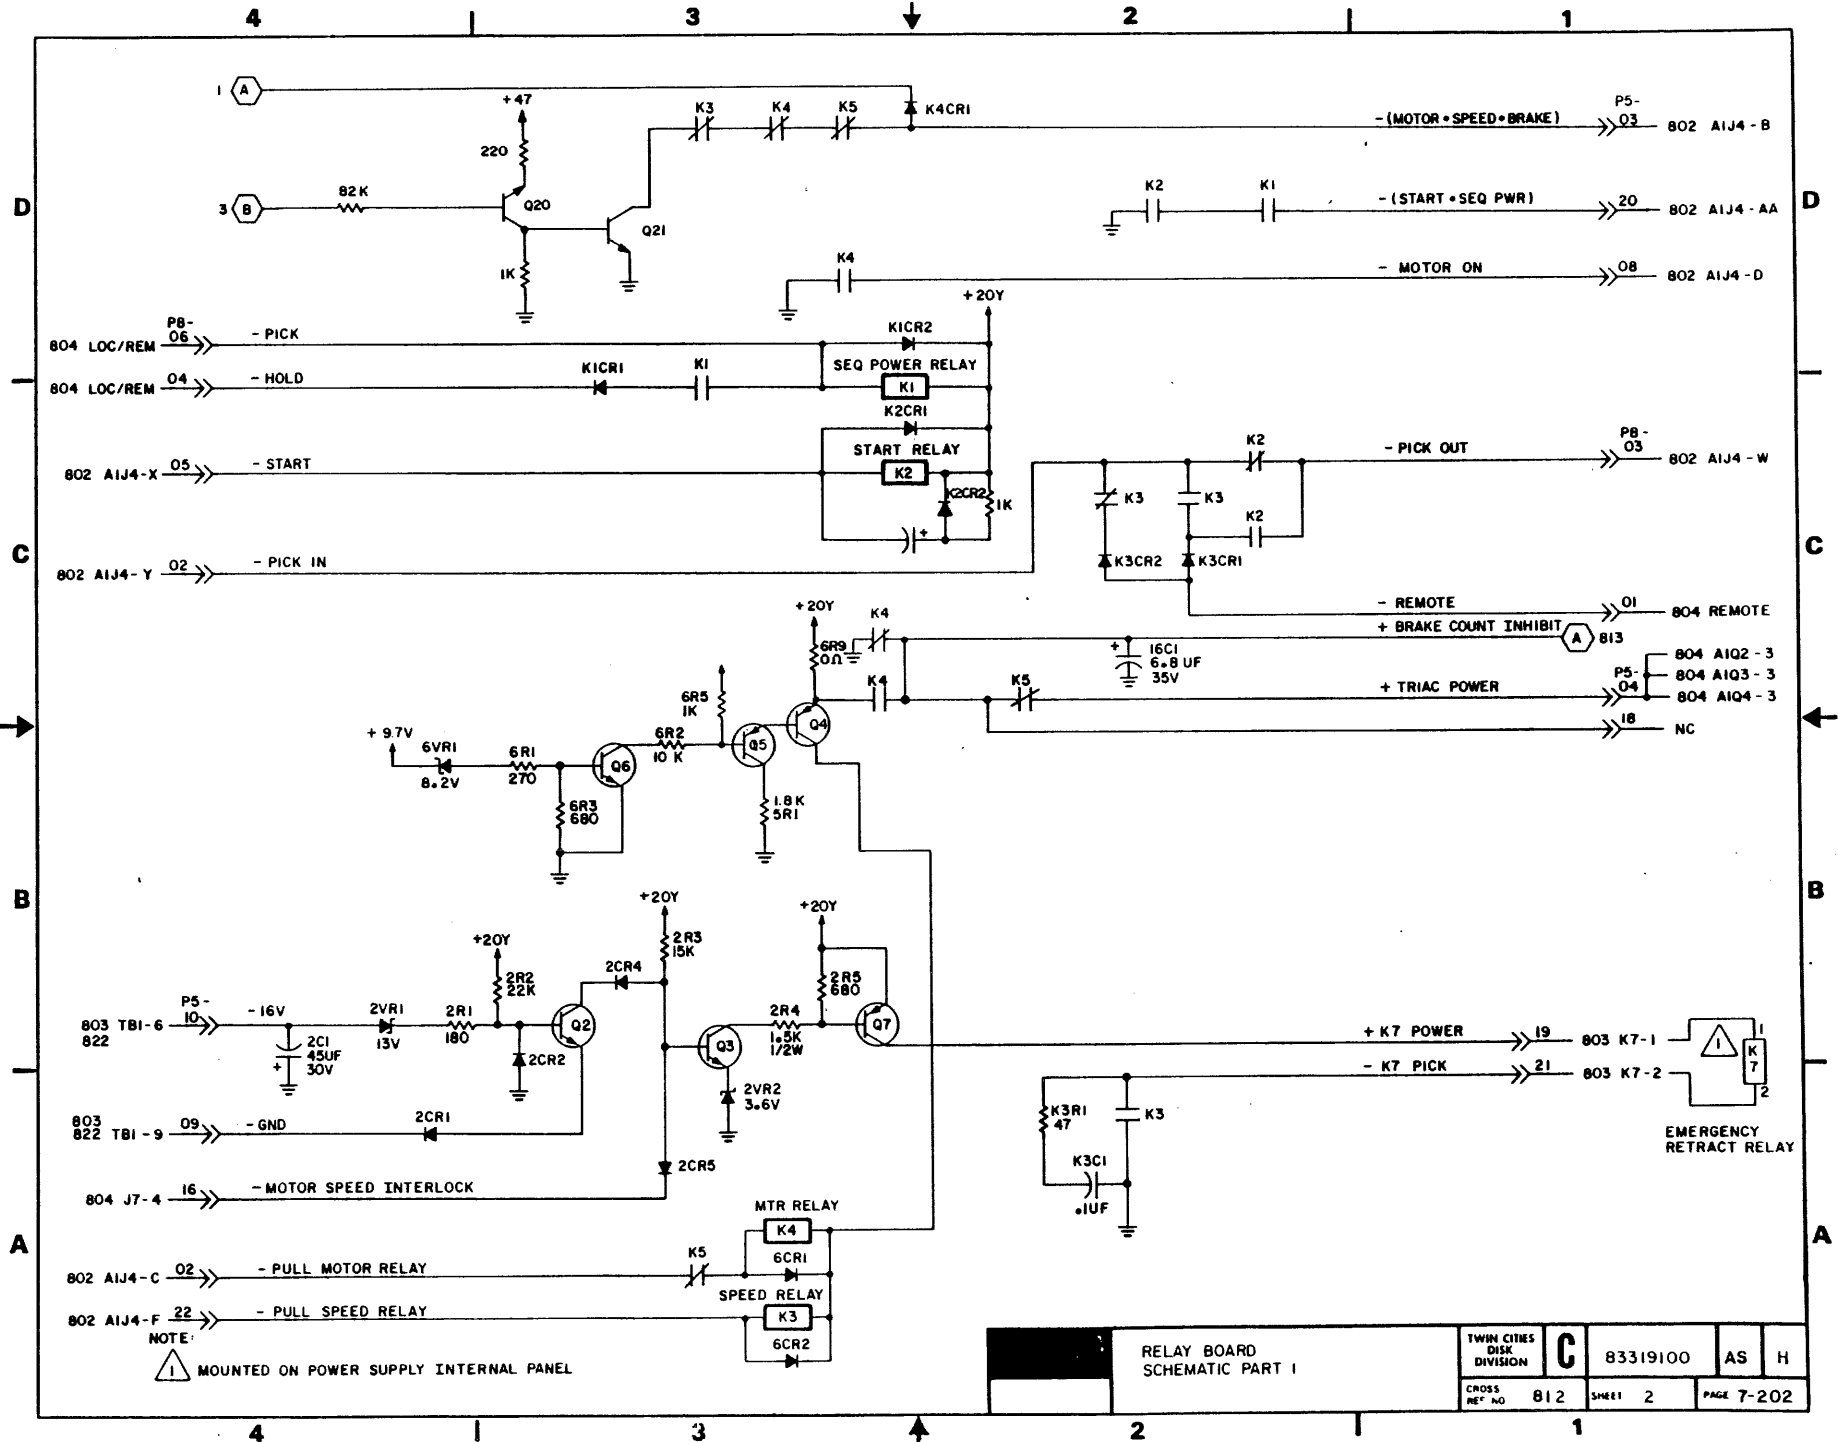 4 3 2 1
1 A
+47
K3 K4 K5
K4CR1
P5-
-(MOTOR•SPEED•BRAKE) 03 802 A1J4-B
220
D D
3 B
82K
Q20
Q21
1K
K2 K1
-(START•SEQ PWR) 20 802 A1J4-AA
K4
- MOTOR ON 08 802 A1J4-D
+20Y
P8-
804 LOC/REM 06 - PICK
K1CR2
SEQ POWER RELAY
804 LOC/REM 04 - HOLD
K1CR1 K1 K1
K2CR1
START RELAY
802 A1J4-X 05 - START
K2
K2CR2
1K
+
K2
- PICK OUT
P8-
03 802 A1J4-W
K3 K3
K2
K3CR2 K3CR1
C C
802 A1J4-Y 02 - PICK IN
- REMOTE 01 804 REMOTE
+ BRAKE COUNT INHIBIT A 813
+20Y
K4
6R9
0Ω
+ 16C1
6.8UF
35V
804 A1Q2-3
804 A1Q3-3
804 A1Q4-3
P5-
04
K4 K5
+ TRIAC POWER
18 NC
6R5
1K
Q4
+9.7V
6VR1
8.2V
6R1
270
Q6
6R2
10 K
Q5
6R3
680
1.8K
5R1
B B
+20Y
+20Y
+20Y
2R3
15K
2R2
22K
2CR4
2R5
680
P5-
803 TB1-6 10 -16V
822
2VR1
13V
2R1
180
Q2
2R4
1.5K
1/2W
Q7
Q3
2C1
45UF
30V
+
2CR2
2VR2
3.6V
+ K7 POWER 19 803 K7-1
- K7 PICK 21 803 K7-2
1
1
K
7
2
K3R1
47
K3
K3C1
.1UF
EMERGENCY
RETRACT RELAY
803
822 TB1-9 09 -GND
2CR1
2CR5
804 J7-4 16 -MOTOR SPEED INTERLOCK
MTR RELAY
K4
A A
802 A1J4-C 02 - PULL MOTOR RELAY
K5
6CR1
SPEED RELAY
802 A1J4-F 22 - PULL SPEED RELAY
K3
6CR2
NOTE:
1 MOUNTED ON POWER SUPPLY INTERNAL PANEL
RELAY BOARD
SCHEMATIC PART 1
TWIN CITIES
DISK
DIVISION
C 83319100 AS H
CROSS
REF NO 812 SHEET 2 PAGE 7-202
4 3 2 1